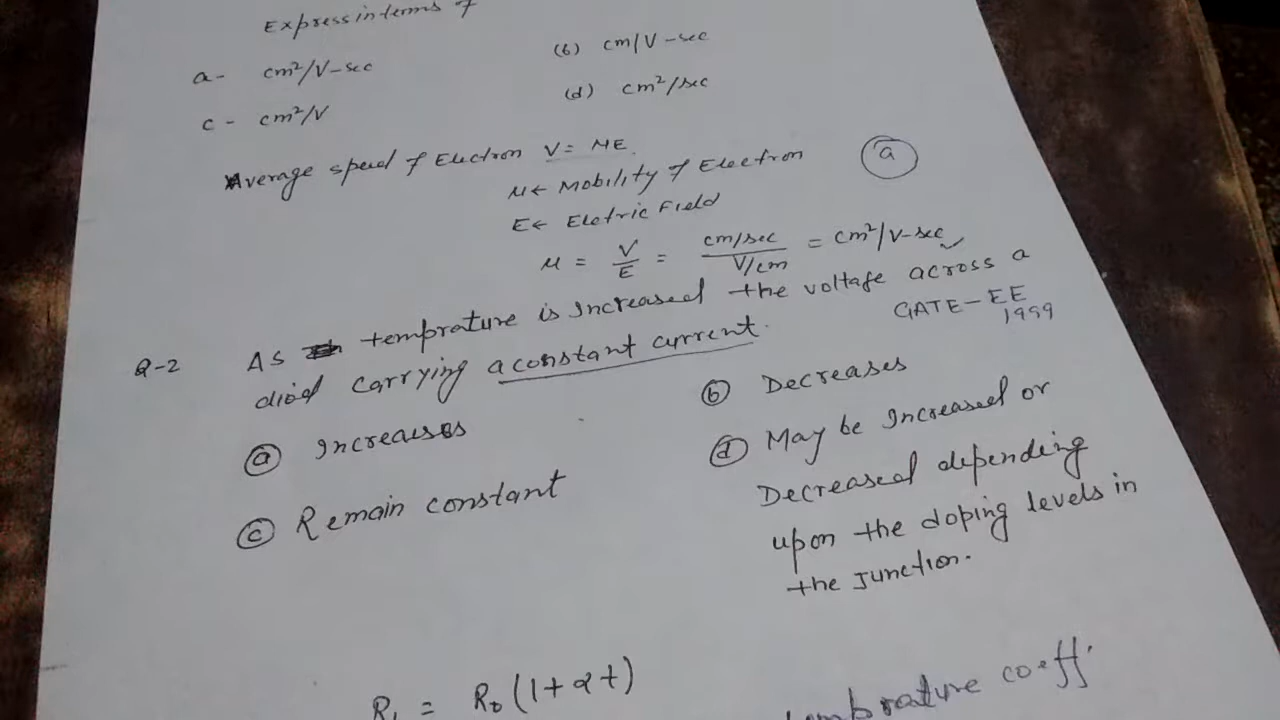 Express in terms of
a- cm²/V-sec (b) cm/V-sec
c- cm²/V (d) cm²/sec
Average speed of Electron V = ME.
M← Mobility of Electron (a)
E← Eletric Field
M = V/E = cm/sec / V/cm = cm²/V-sec
Q-2 As temprature is increased the voltage across a
diod carrying a constant current. GATE-EE
1999
(a) Increases (b) Decreases
(c) Remain constant (d) May be Increased or
Decreased depending
upon the doping levels in
the Junction.
= R₀(1+αt)
temprature coeff.